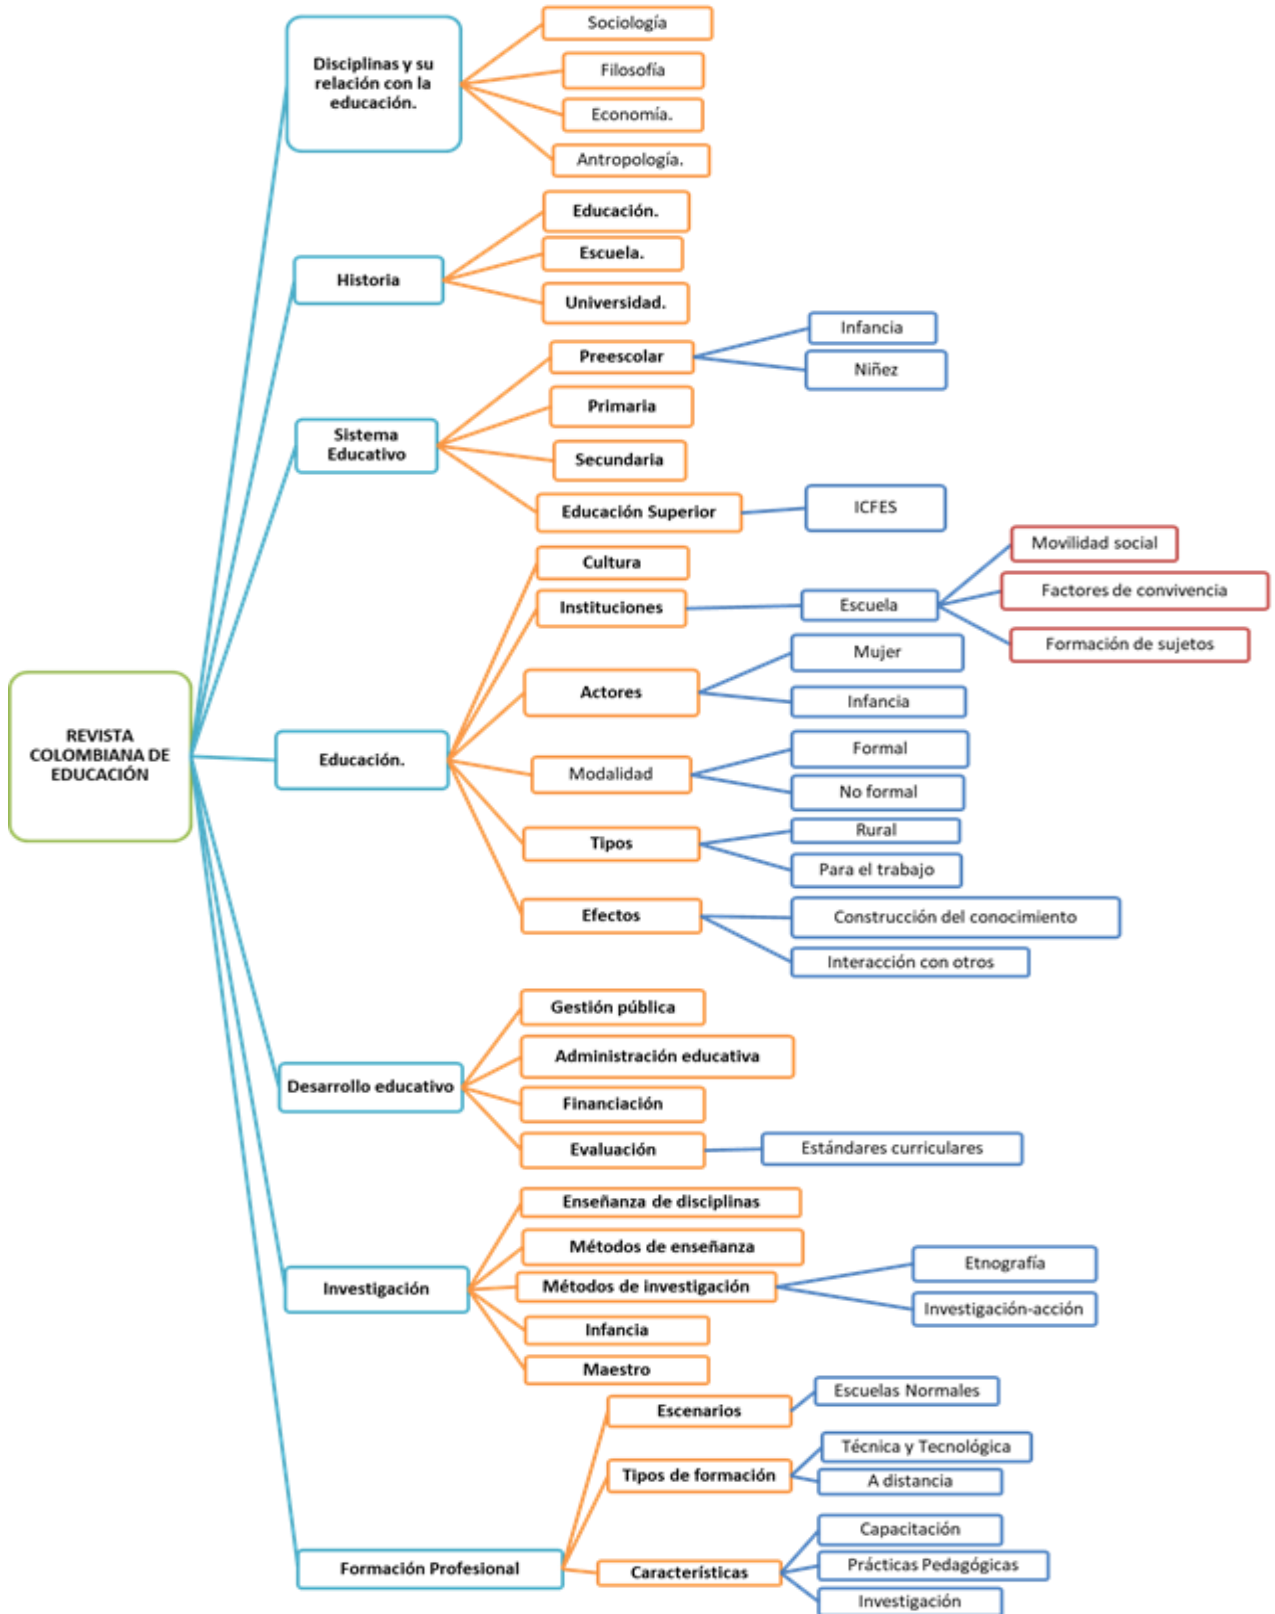 REVISTA
COLOMBIANA DE
EDUCACIÓN
Disciplinas y su
relación con la
educación.
Sociología
Filosofía
Economía.
Antropología.
Historia
Educación.
Escuela.
Universidad.
Sistema
Educativo
Preescolar
Infancia
Niñez
Primaria
Secundaria
Educación Superior
ICFES
Educación.
Cultura
Instituciones
Escuela
Movilidad social
Factores de convivencia
Formación de sujetos
Actores
Mujer
Infancia
Modalidad
Formal
No formal
Tipos
Rural
Para el trabajo
Efectos
Construcción del conocimiento
Interacción con otros
Desarrollo educativo
Gestión pública
Administración educativa
Financiación
Evaluación
Estándares curriculares
Investigación
Enseñanza de disciplinas
Métodos de enseñanza
Métodos de investigación
Etnografía
Investigación-acción
Infancia
Maestro
Formación Profesional
Escenarios
Escuelas Normales
Tipos de formación
Técnica y Tecnológica
A distancia
Características
Capacitación
Prácticas Pedagógicas
Investigación